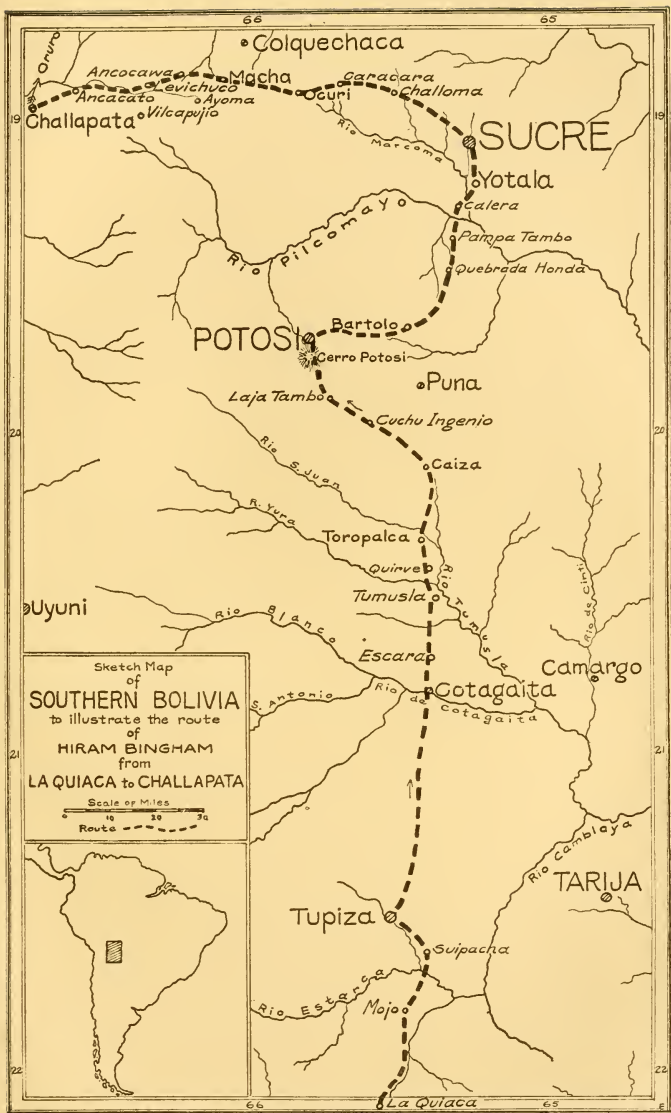 66
65
Oruro
Colquechaca
Ancocawa
Macha
Caracara
Levichuco
Ocuri
Challoma
Ancacato
Ayoma
19
Challapata
Vilcapujio
19
Rio Marcoma
SUCRE
Yotala
Calera
Rio Pilcomayo
Pampa Tambo
Quebrada Honda
POTOSI
Bartolo
Cerro Potosi
Puna
Laja Tambo
Cuchu Ingenio
20
20
Caiza
Rio S. Juan
R. Yura
Toropalca
Quirve
Rio Tumusla
Rio de Cinti
Tumusla
Uyuni
Rio Blanco
Escara
Camargo
S. Antonio
Cotagaita
Rio de Cotagaita
Sketch Map
of
SOUTHERN BOLIVIA
to illustrate the route
of
HIRAM BINGHAM
from
LA QUIACA to CHALLAPATA
Scale of Miles
0 10 20 30
Route
21
21
Rio Camblaya
TARIJA
Tupiza
Suipacha
Rio Estarca
Mojo
22
22
La Quiaca
66
65
E